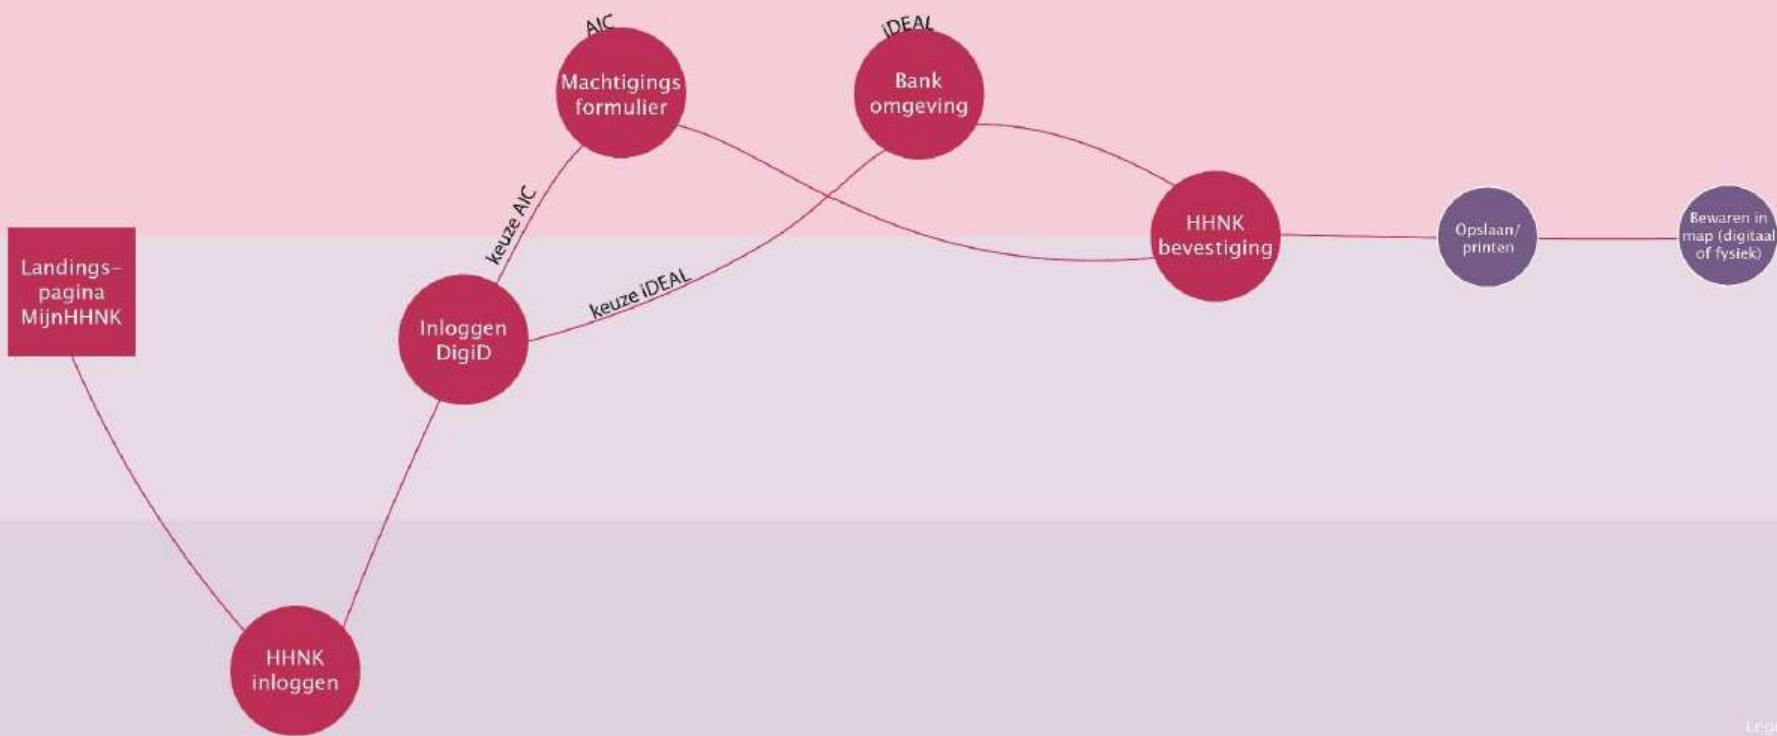 AIC
iDEAL
Machtigings
formulier
Bank
omgeving
keuze AIC
HHNK
bevestiging
Opslaan/
printen
Bewaren in
map (digitaal
of fysiek)
Landings-
pagina
MijnHHNK
keuze iDEAL
Inloggen
DigiD
HHNK
inloggen